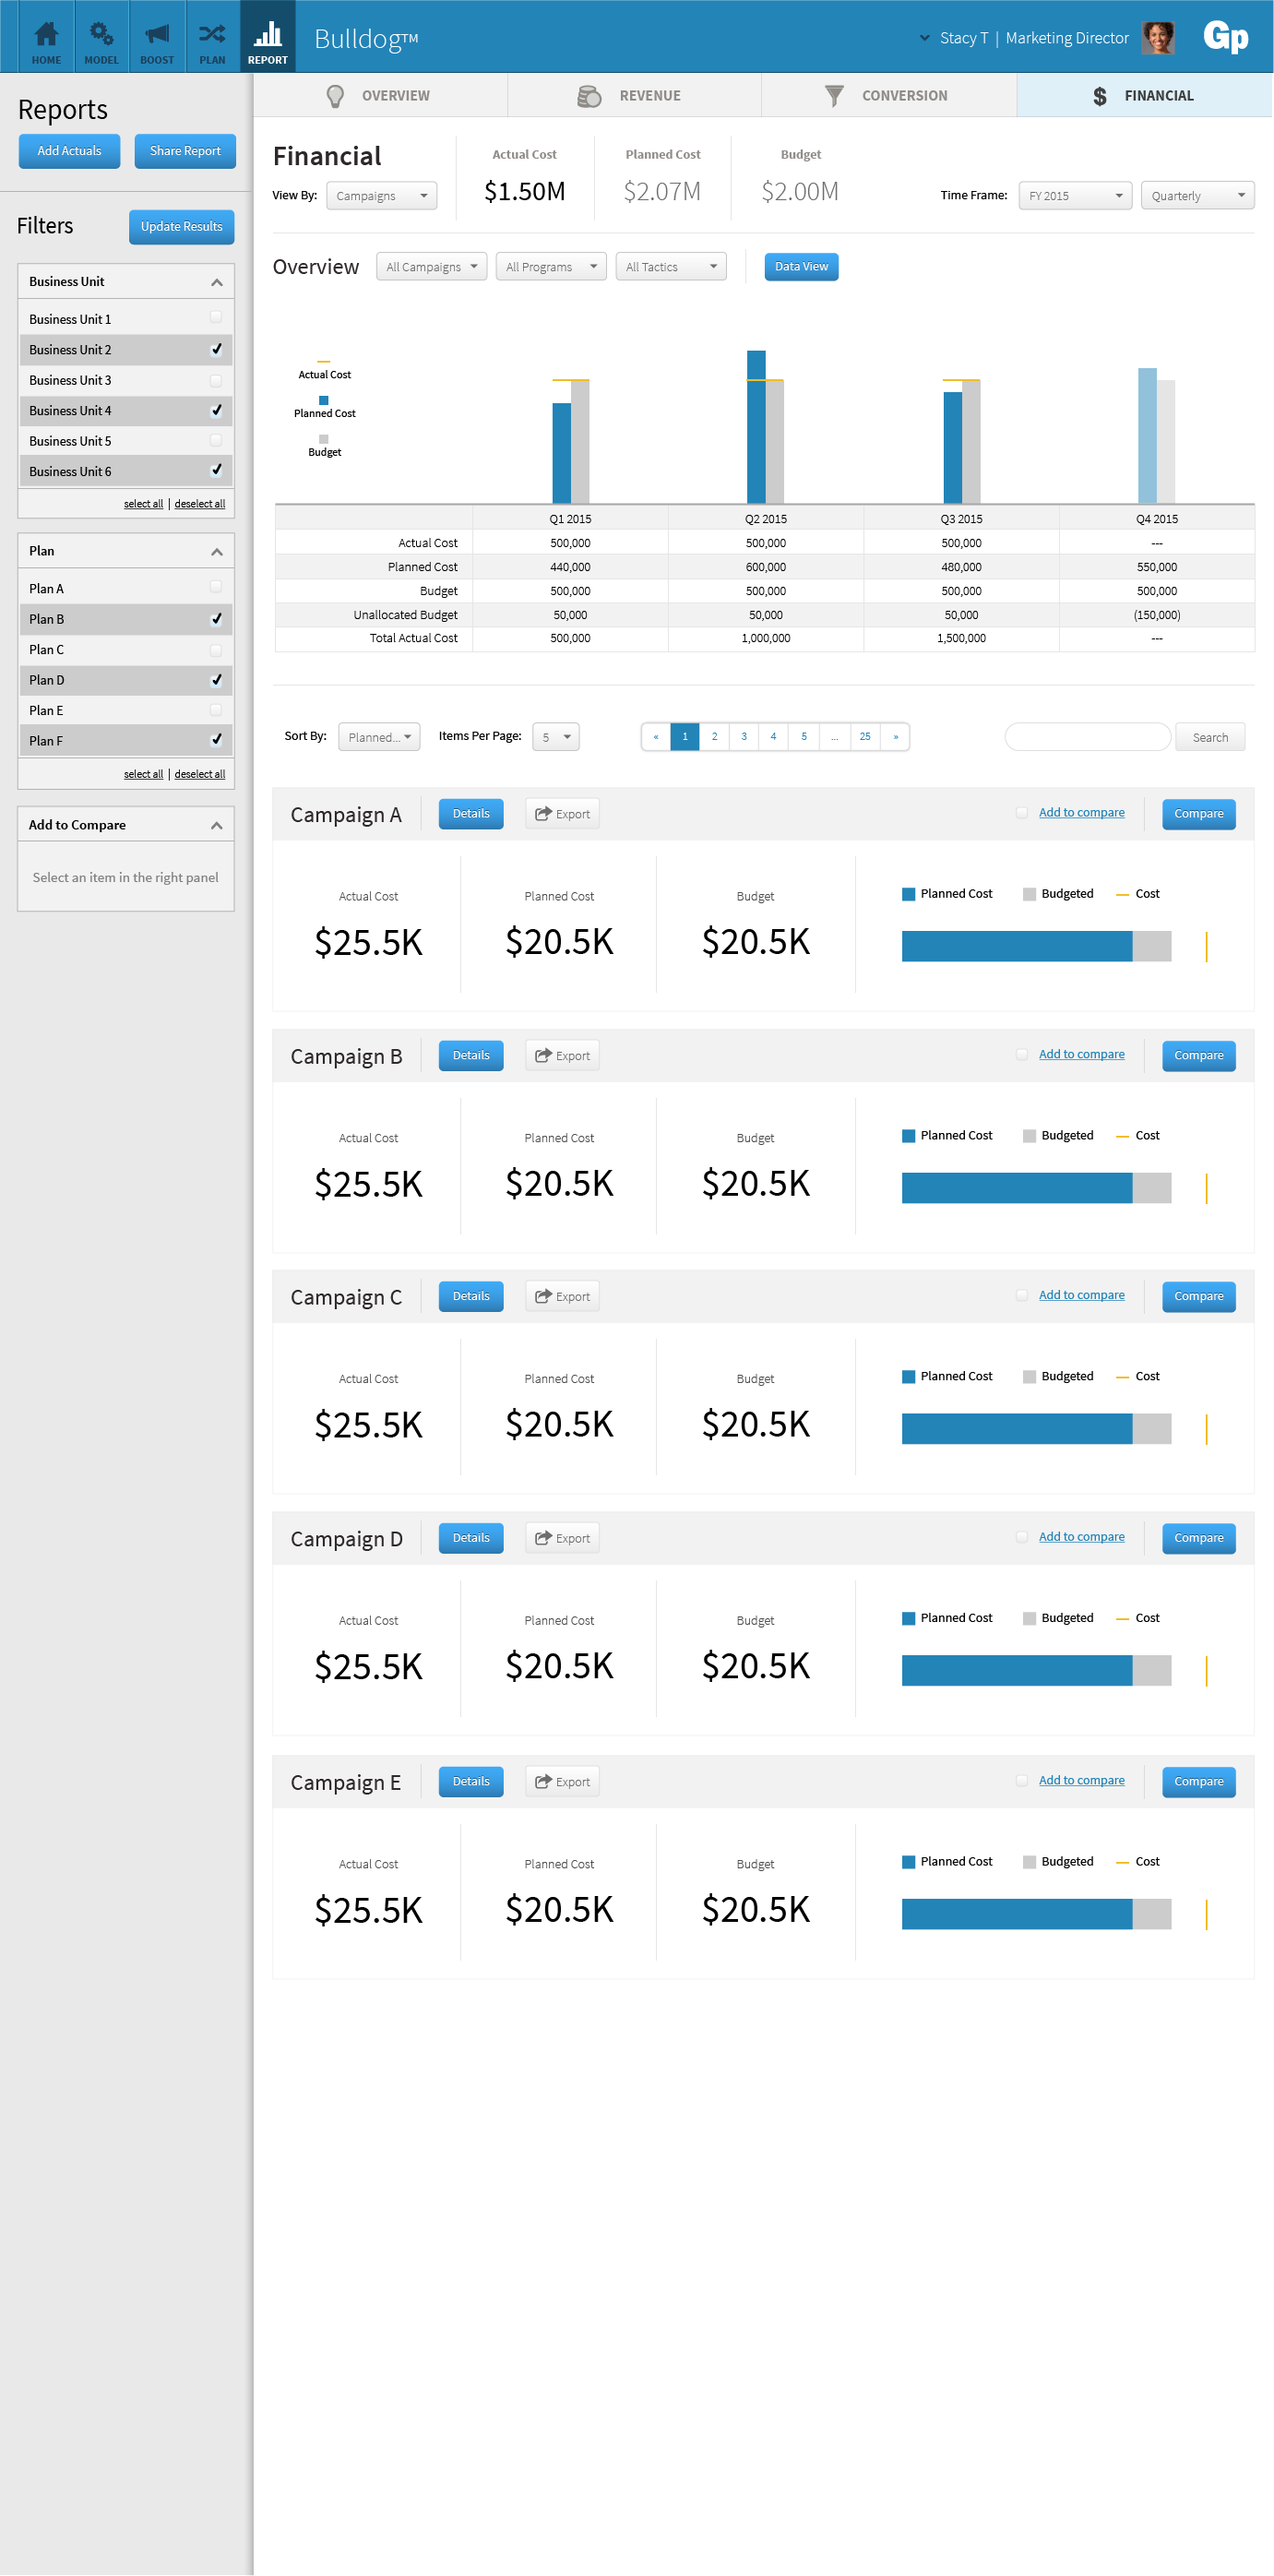 Bulldog™
Stacy T | Marketing Director
Gp
HOME MODEL BOOST PLAN REPORT
Reports
Add Actuals Share Report
Filters Update Results
Business Unit
Business Unit 1
Business Unit 2
Business Unit 3
Business Unit 4
Business Unit 5
Business Unit 6
select all | deselect all
Plan
Plan A
Plan B
Plan C
Plan D
Plan E
Plan F
select all | deselect all
Add to Compare
Select an item in the right panel
OVERVIEW REVENUE CONVERSION $ FINANCIAL
Financial
View By: Campaigns
Actual Cost
$1.50M
Planned Cost
$2.07M
Budget
$2.00M
Time Frame: FY 2015 Quarterly
Overview All Campaigns All Programs All Tactics Data View
Actual Cost
Planned Cost
Budget
Q1 2015 Q2 2015 Q3 2015 Q4 2015
Actual Cost 500,000 500,000 500,000 ---
Planned Cost 440,000 600,000 480,000 550,000
Budget 500,000 500,000 500,000 500,000
Unallocated Budget 50,000 50,000 50,000 (150,000)
Total Actual Cost 500,000 1,000,000 1,500,000 ---
Sort By: Planned... Items Per Page: 5 « 1 2 3 4 5 ... 25 » Search
Campaign A Details Export Add to compare Compare
Actual Cost Planned Cost Budget Planned Cost Budgeted Cost
$25.5K $20.5K $20.5K
Campaign B Details Export Add to compare Compare
Actual Cost Planned Cost Budget Planned Cost Budgeted Cost
$25.5K $20.5K $20.5K
Campaign C Details Export Add to compare Compare
Actual Cost Planned Cost Budget Planned Cost Budgeted Cost
$25.5K $20.5K $20.5K
Campaign D Details Export Add to compare Compare
Actual Cost Planned Cost Budget Planned Cost Budgeted Cost
$25.5K $20.5K $20.5K
Campaign E Details Export Add to compare Compare
Actual Cost Planned Cost Budget Planned Cost Budgeted Cost
$25.5K $20.5K $20.5K